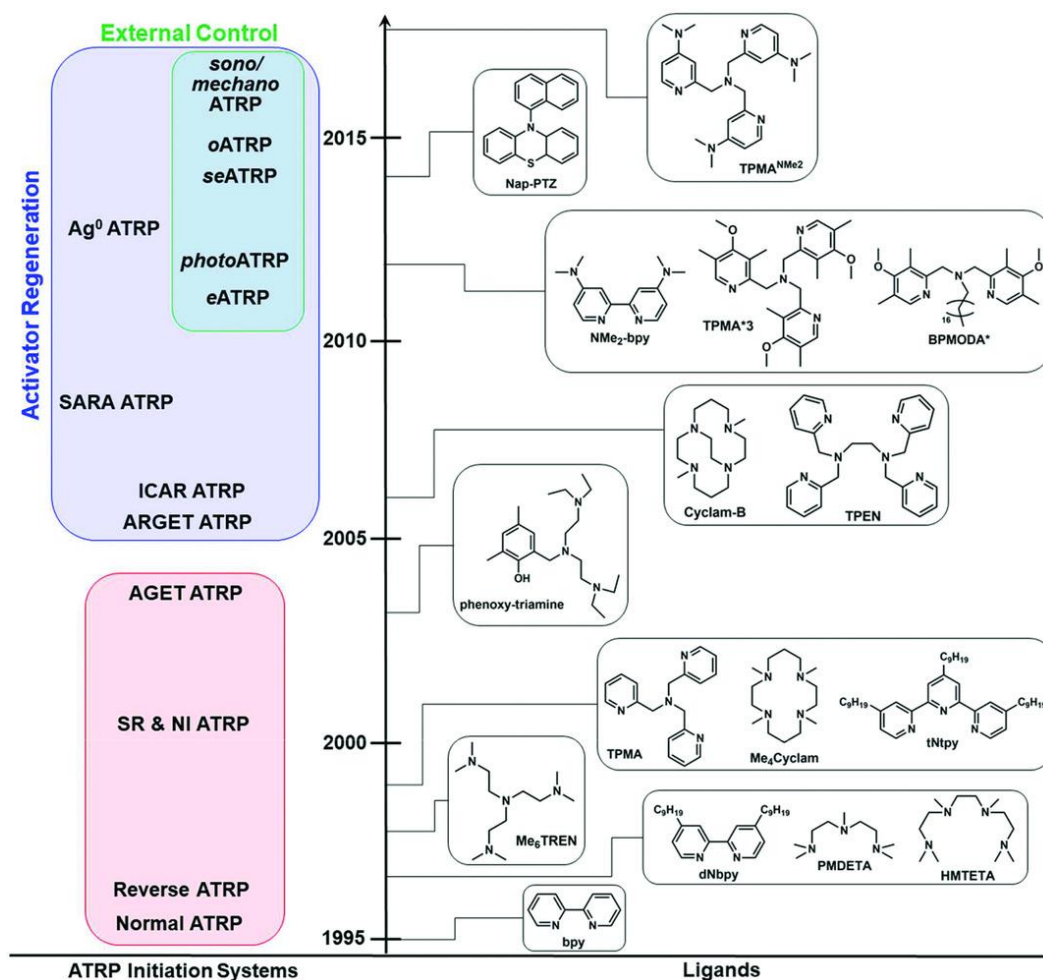 External Control
sono/
mechano
ATRP
oATRP
seATRP
Ag⁰ ATRP
photoATRP
eATRP
SARA ATRP
ICAR ATRP
ARGET ATRP
Activator Regeneration
AGET ATRP
SR & NI ATRP
Reverse ATRP
Normal ATRP
ATRP Initiation Systems
2015
2010
2005
2000
1995
N
N
N
N
N
N
N
TPMA^NMe2
N
S
Nap-PTZ
N
N
N
N
NMe₂-bpy
O
N
N
O
N
N
O
TPMA*3
O
N
O
N
N
16
BPMODA*
N
N
N
N
Cyclam-B
N
N
N
N
N
N
TPEN
N
N
N
OH
phenoxy-triamine
N
N
N
N
TPMA
N
N
N
N
Me₄Cyclam
C₉H₁₉
C₉H₁₉
C₉H₁₉
N
N
N
tNtpy
N
N
N
N
Me₆TREN
C₉H₁₉
C₉H₁₉
N
N
dNbpy
N
N
N
PMDETA
N
N
N
N
HMTETA
N
N
bpy
Ligands